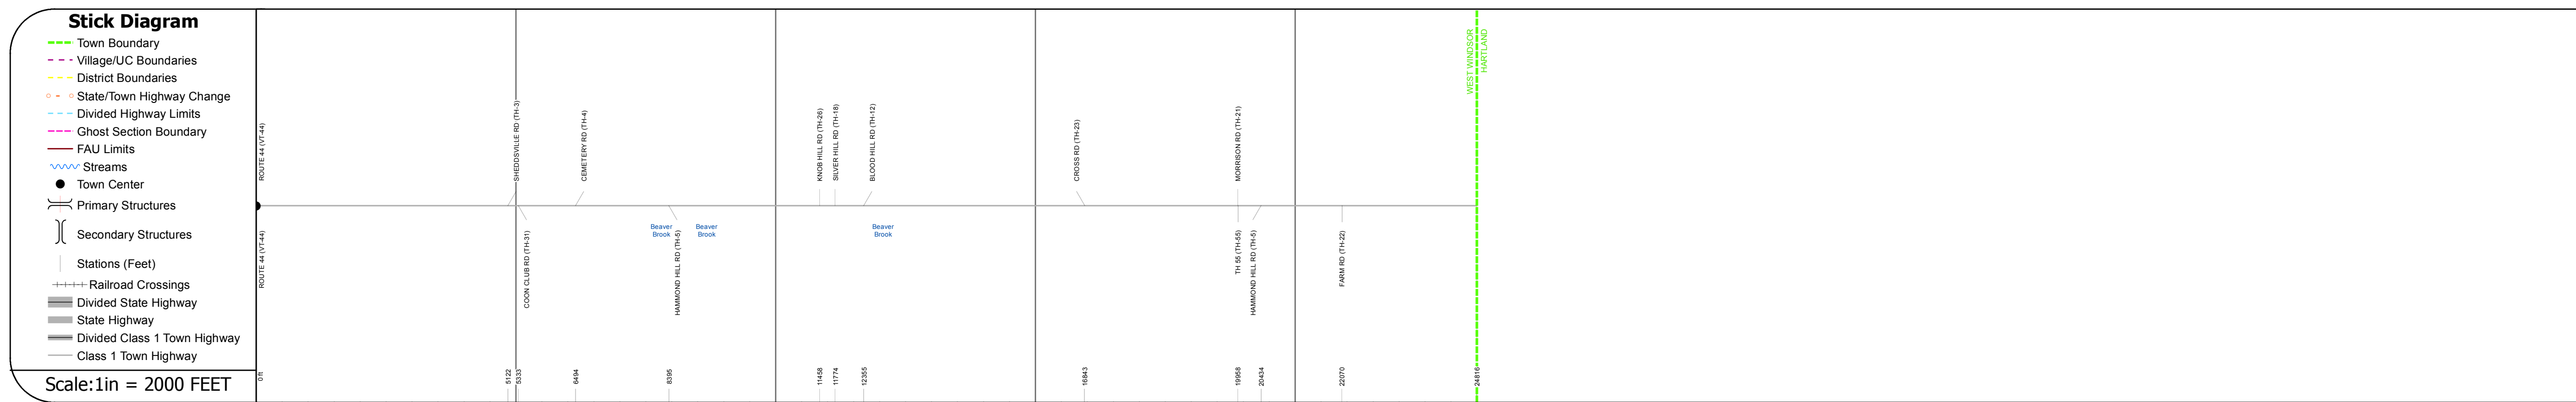 Stick Diagram
Town Boundary
Village/UC Boundaries
District Boundaries
State/Town Highway Change
Divided Highway Limits
Ghost Section Boundary
FAU Limits
Streams
Town Center
Primary Structures
Secondary Structures
Stations (Feet)
Railroad Crossings
Divided State Highway
State Highway
Divided Class 1 Town Highway
Class 1 Town Highway
Scale:1in = 2000 FEET
ROUTE 44 (VT-44)
SHEDDSVILLE RD (TH-3)
CEMETERY RD (TH-4)
KNOB HILL RD (TH-26)
SILVER HILL RD (TH-18)
BLOOD HILL RD (TH-12)
CROSS RD (TH-23)
MORRISON RD (TH-21)
WEST WINDSOR
HARTLAND
ROUTE 44 (VT-44)
COON CLUB RD (TH-31)
Beaver
Brook
HAMMOND HILL RD (TH-5)
Beaver
Brook
Beaver
Brook
TH 55 (TH-55)
HAMMOND HILL RD (TH-5)
FARM RD (TH-22)
0 ft
5122
5333
6494
8395
11458
11774
12355
16843
19958
20434
22070
24816